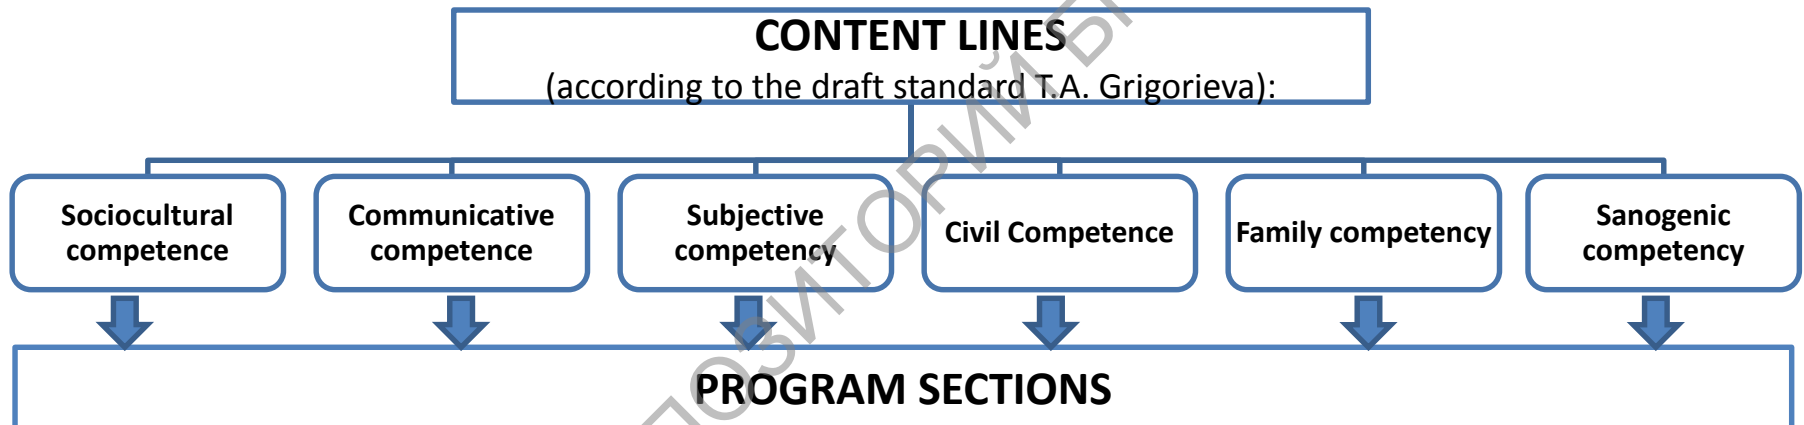 CONTENT LINES
(according to the draft standard T.A. Grigorieva):
Sociocultural
competence
Communicative
competence
Subjective
competency
Civil Competence
Family competency
Sanogenic
competency
PROGRAM SECTIONS